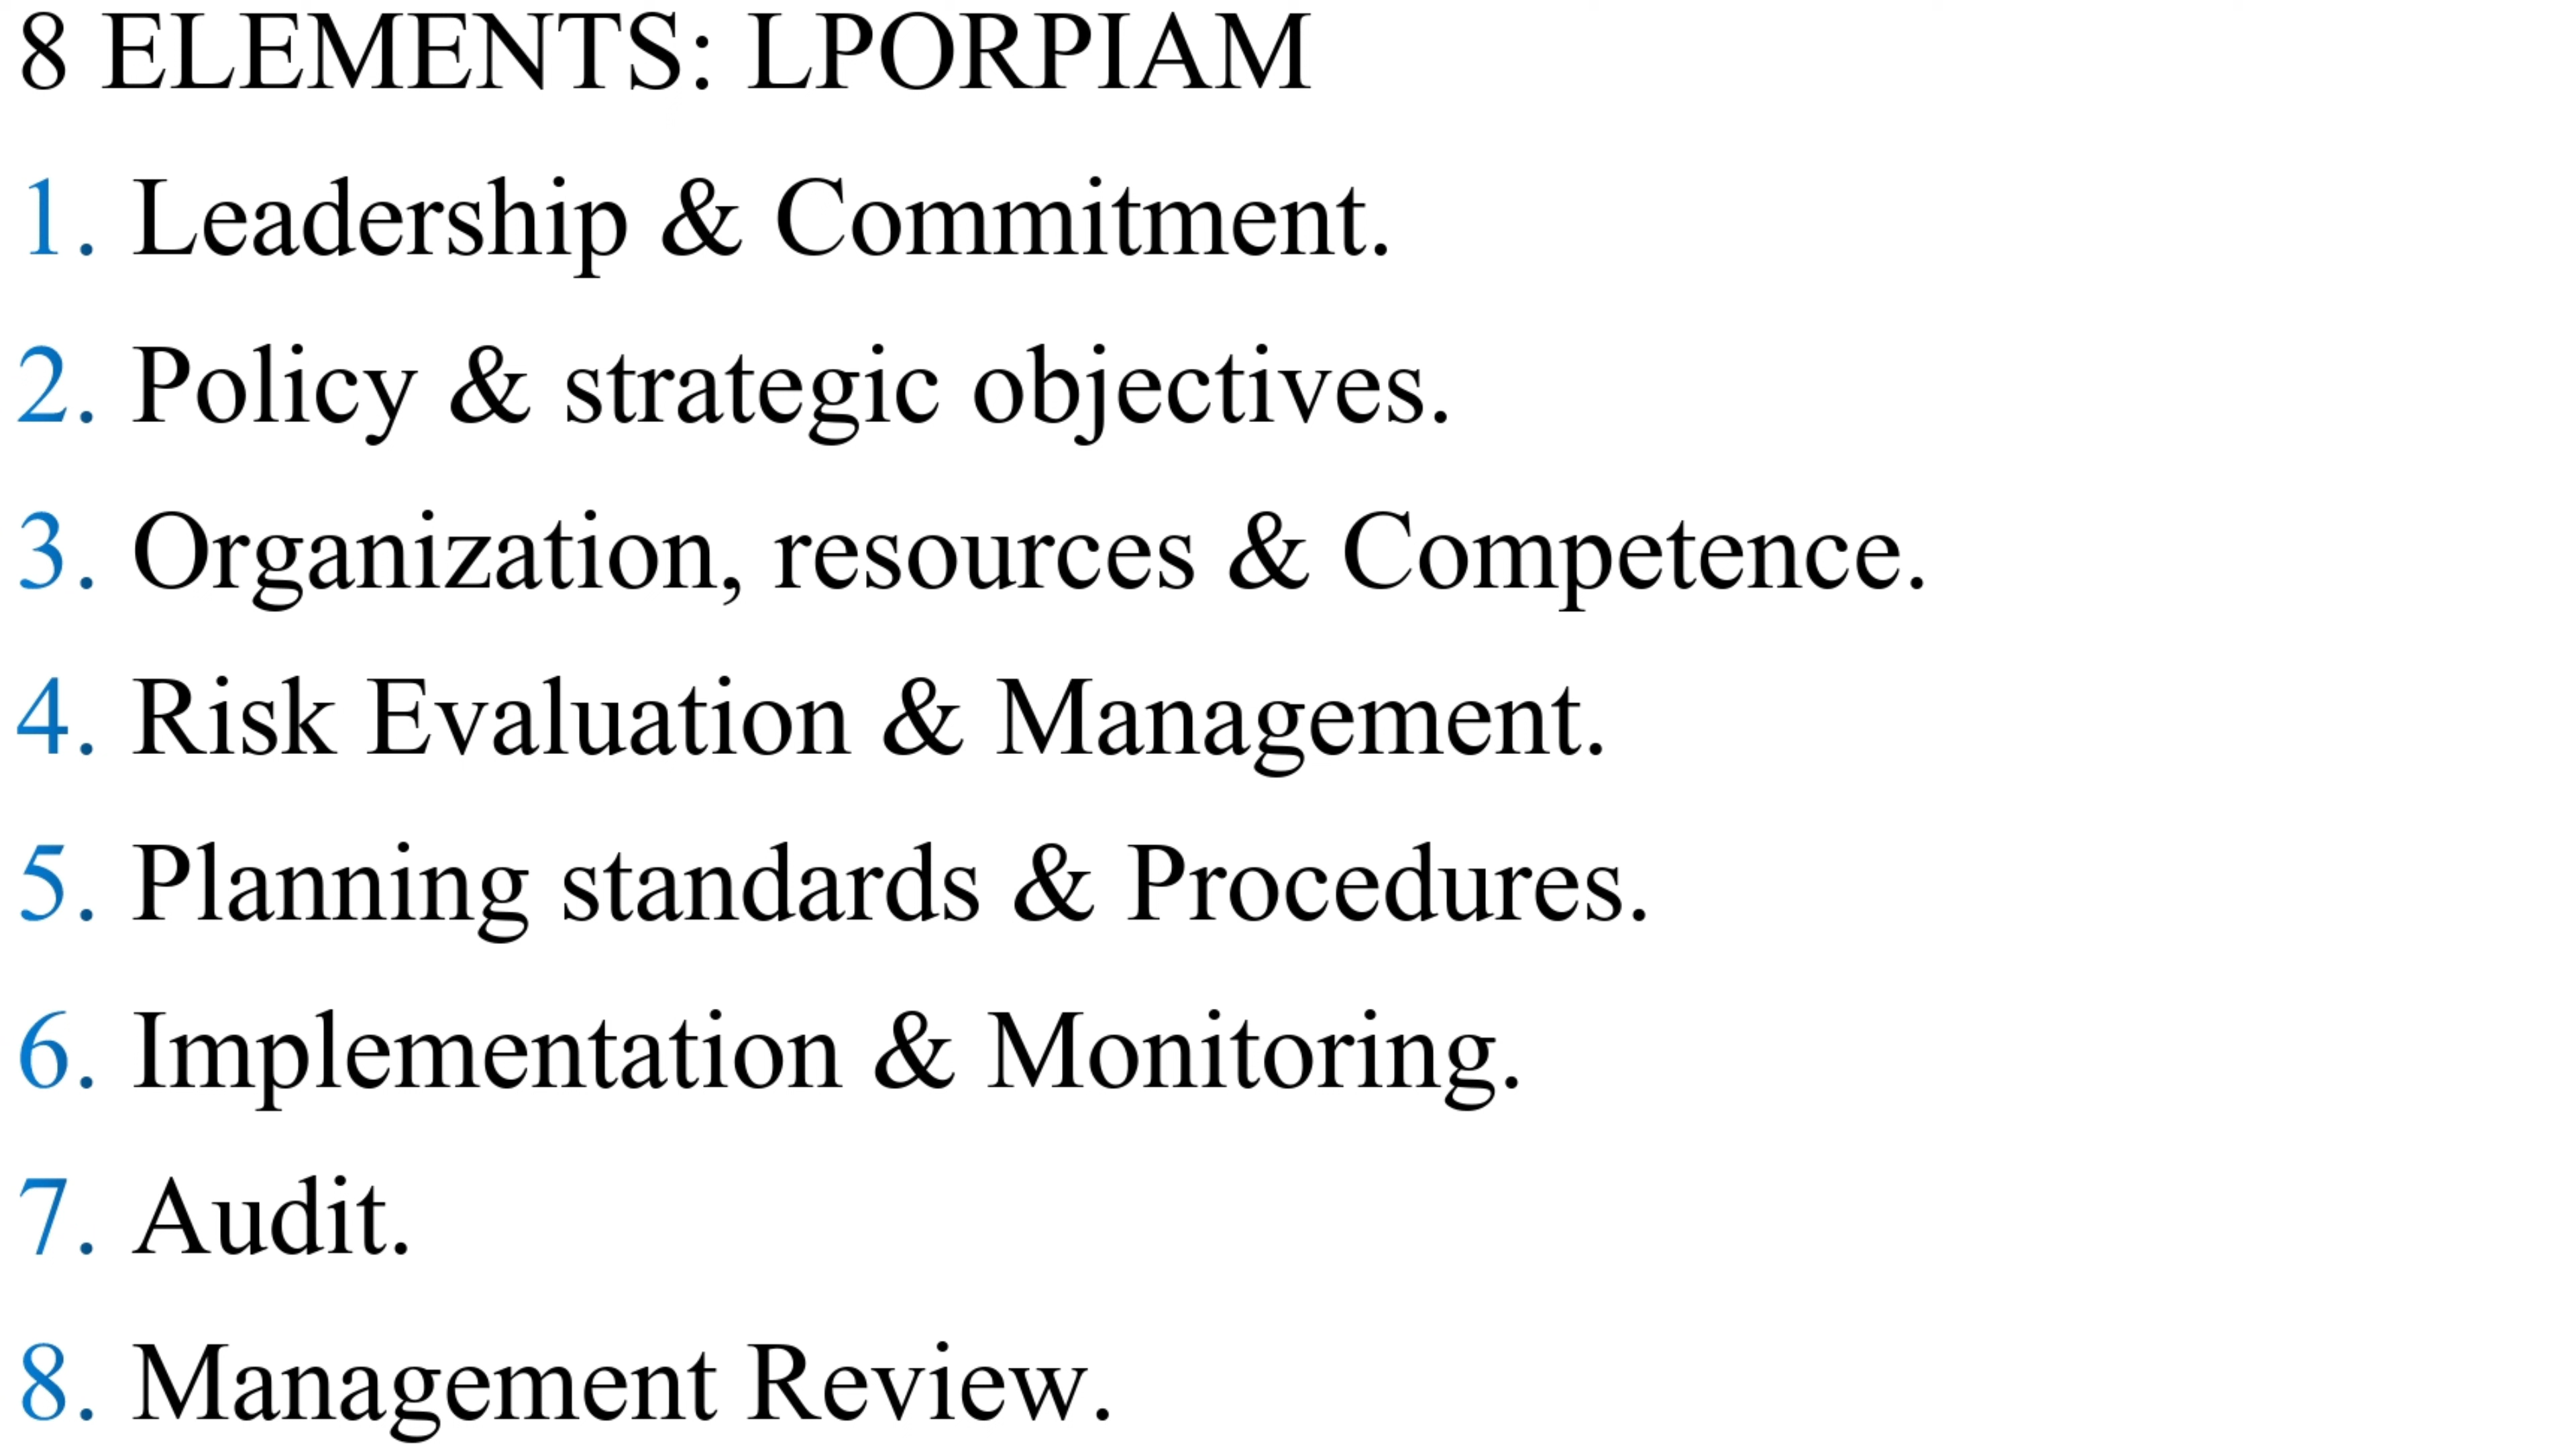 8 ELEMENTS: LPORPIAM
1. Leadership & Commitment.
2. Policy & strategic objectives.
3. Organization, resources & Competence.
4. Risk Evaluation & Management.
5. Planning standards & Procedures.
6. Implementation & Monitoring.
7. Audit.
8. Management Review.